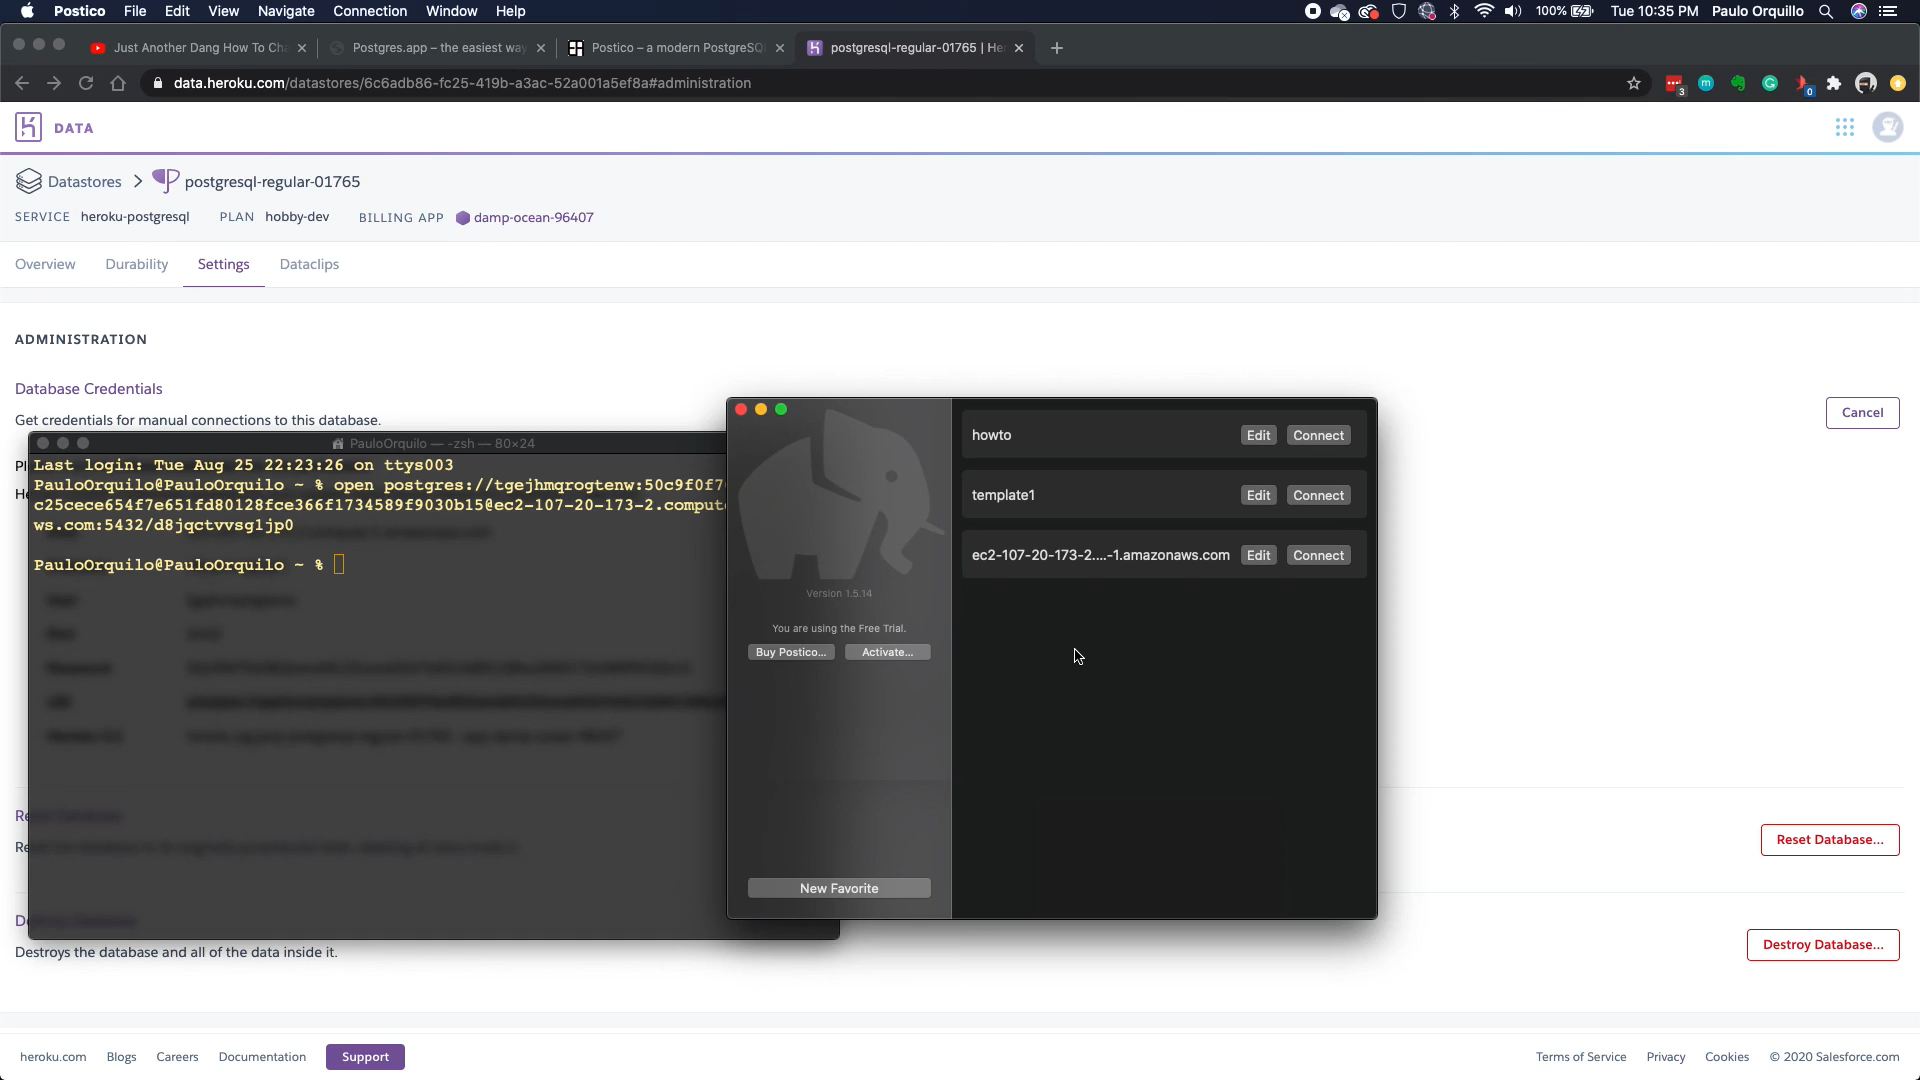 Postico File Edit View Navigate Connection Window Help
100% Tue 10:35 PM Paulo Orquillo
Just Another Dang How To Cha
Postgres.app – the easiest way
Postico – a modern PostgreSQL
postgresql-regular-01765 | He
data.heroku.com/datastores/6c6adb86-fc25-419b-a3ac-52a001a5ef8a#administration
3
0
DATA
Datastores > postgresql-regular-01765
SERVICE heroku-postgresql PLAN hobby-dev BILLING APP damp-ocean-96407
Overview Durability Settings Dataclips
ADMINISTRATION
Database Credentials
Get credentials for manual connections to this database.
Cancel
PauloOrquilo — -zsh — 80×24
Last login: Tue Aug 25 22:23:26 on ttys003
PauloOrquilo@PauloOrquilo ~ % open postgres://tgejhmqrogtenw:50c9f0f7
c25cece654f7e651fd80128fce366f1734589f9030b15@ec2-107-20-173-2.comput
ws.com:5432/d8jqctvvsg1jp0
PauloOrquilo@PauloOrquilo ~ %
Version 1.5.14
You are using the Free Trial.
Buy Postico... Activate...
New Favorite
howto Edit Connect
template1 Edit Connect
ec2-107-20-173-2....-1.amazonaws.com Edit Connect
Reset Database...
Destroys the database and all of the data inside it.
Destroy Database...
heroku.com Blogs Careers Documentation Support
Terms of Service Privacy Cookies © 2020 Salesforce.com